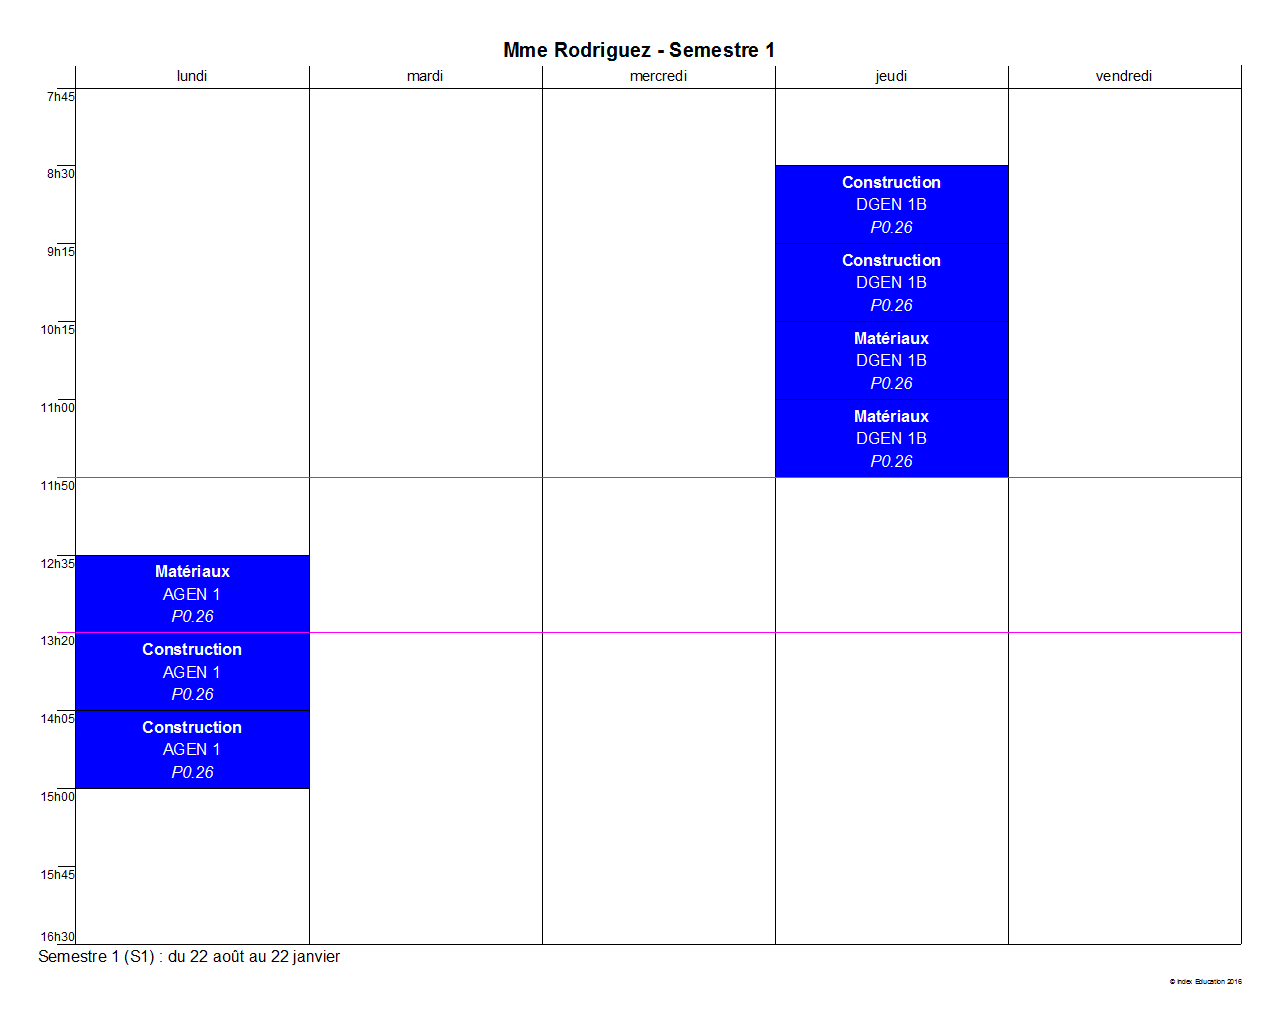 Mme Rodriguez - Semestre 1
lundi mardi mercredi jeudi vendredi
7h45
8h30
Construction
DGEN 1B
P0.26
9h15
Construction
DGEN 1B
P0.26
10h15
Matériaux
DGEN 1B
P0.26
11h00
Matériaux
DGEN 1B
P0.26
11h50
12h35
Matériaux
AGEN 1
P0.26
13h20
Construction
AGEN 1
P0.26
14h05
Construction
AGEN 1
P0.26
15h00
15h45
16h30
Semestre 1 (S1) : du 22 août au 22 janvier
© Index Education 2016